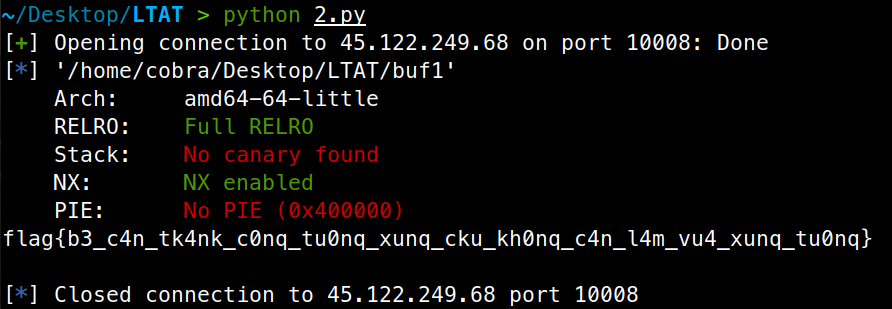 ~/Desktop/LTAT > python 2.py
[+] Opening connection to 45.122.249.68 on port 10008: Done
[*] '/home/cobra/Desktop/LTAT/buf1'
    Arch:     amd64-64-little
    RELRO:    Full RELRO
    Stack:    No canary found
    NX:       NX enabled
    PIE:      No PIE (0x400000)
flag{b3_c4n_tk4nk_c0nq_tu0nq_xunq_cku_kh0nq_c4n_l4m_vu4_xunq_tu0nq}
[*] Closed connection to 45.122.249.68 port 10008